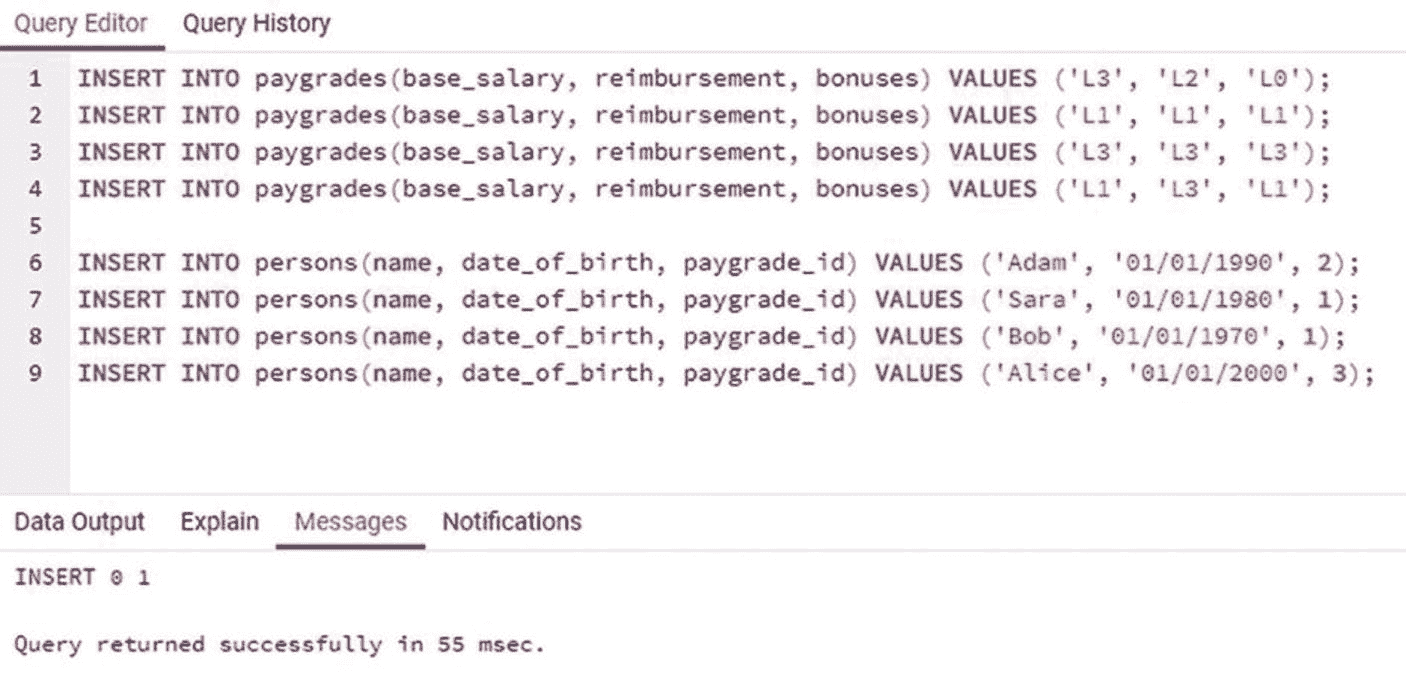 Query Editor Query History
1 INSERT INTO paygrades(base_salary, reimbursement, bonuses) VALUES ('L3', 'L2', 'L0');
2 INSERT INTO paygrades(base_salary, reimbursement, bonuses) VALUES ('L1', 'L1', 'L1');
3 INSERT INTO paygrades(base_salary, reimbursement, bonuses) VALUES ('L3', 'L3', 'L3');
4 INSERT INTO paygrades(base_salary, reimbursement, bonuses) VALUES ('L1', 'L3', 'L1');
5
6 INSERT INTO persons(name, date_of_birth, paygrade_id) VALUES ('Adam', '01/01/1990', 2);
7 INSERT INTO persons(name, date_of_birth, paygrade_id) VALUES ('Sara', '01/01/1980', 1);
8 INSERT INTO persons(name, date_of_birth, paygrade_id) VALUES ('Bob', '01/01/1970', 1);
9 INSERT INTO persons(name, date_of_birth, paygrade_id) VALUES ('Alice', '01/01/2000', 3);
Data Output Explain Messages Notifications
INSERT 0 1
Query returned successfully in 55 msec.